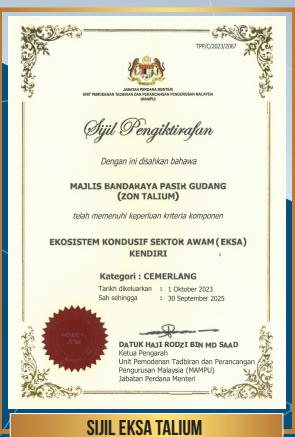 TPP/C/2023/2067
JABATAN PERDANA MENTERI
UNIT PEMODENAN TADBIRAN DAN PERANCANGAN PENGURUSAN MALAYSIA
(MAMPU)
Sijil Pengiktirafan
Dengan ini disahkan bahawa
MAJLIS BANDARAYA PASIR GUDANG
(ZON TALIUM)
telah memenuhi keperluan kriteria komponen
EKOSISTEM KONDUSIF SEKTOR AWAM (EKSA)
KENDIRI
Kategori : CEMERLANG
Tarikh dikeluarkan : 1 Oktober 2023
Sah sehingga : 30 September 2025
DATUK HAJI RODZI BIN MD SAAD
Ketua Pengarah
Unit Pemodenan Tadbiran dan Perancangan
Pengurusan Malaysia (MAMPU)
Jabatan Perdana Menteri
SIJIL EKSA TALIUM